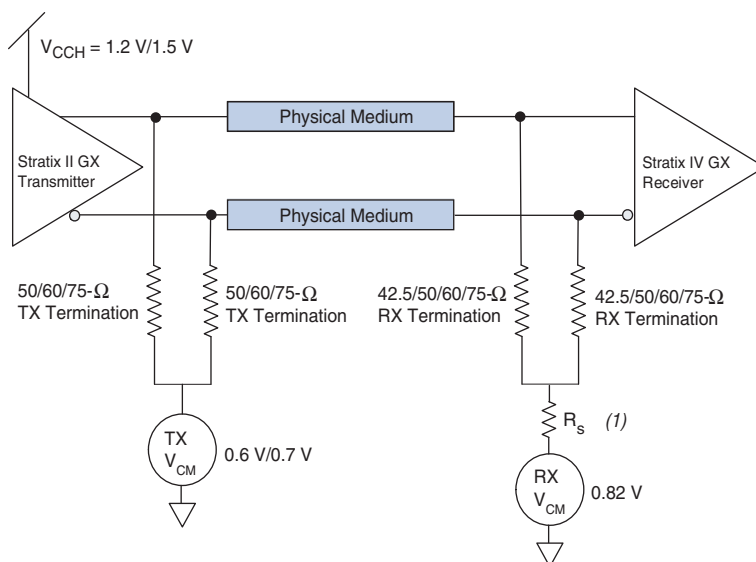 V_CCH = 1.2 V/1.5 V
Physical Medium
Stratix II GX
Transmitter
Stratix IV GX
Receiver
Physical Medium
50/60/75-Ω
TX Termination
50/60/75-Ω
TX Termination
42.5/50/60/75-Ω
RX Termination
42.5/50/60/75-Ω
RX Termination
TX
V_CM
0.6 V/0.7 V
R_s (1)
RX
V_CM
0.82 V